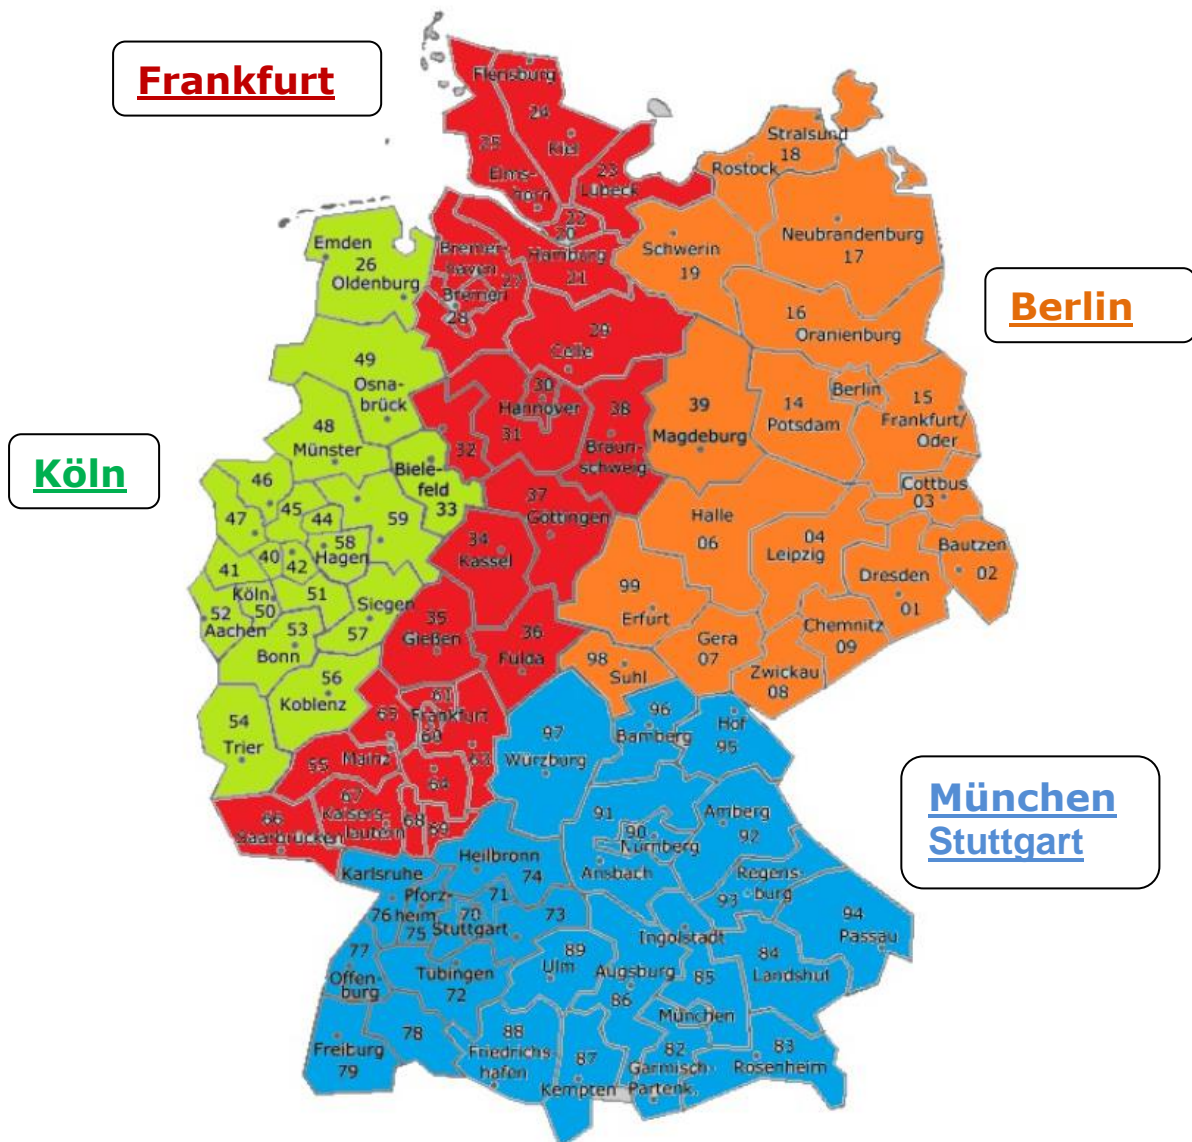 Frankfurt
Flensburg
24
25
Kiel
Elms-
horn
23
Lübeck
22
20
Hamburg
21
Stralsund
18
Rostock
Neubrandenburg
17
Schwerin
19
Emden
26
Oldenburg
Bremer-
haven
27
Bremen
28
Berlin
16
Oranienburg
29
Celle
49
Osna-
brück
30
Hannover
31
32
38
Braun-
schweig
39
Magdeburg
14
Potsdam
Berlin
15
Frankfurt/
Oder
48
Münster
Köln
Biele-
feld
33
46
45
44
47
59
58
Hagen
40
42
41
37
Göttingen
34
Kassel
Halle
06
04
Leipzig
Cottbus
03
Bautzen
02
Dresden
01
Köln
50
51
52
Aachen
53
Bonn
Siegen
57
35
Gießen
36
Fulda
99
Erfurt
98
Suhl
Gera
07
Chemnitz
09
Zwickau
08
56
Koblenz
54
Trier
61
Frankfurt
60
65
63
Mainz
55
64
67
Kaisers-
lautern
68
69
66
Saarbrücken
97
Würzburg
96
Bamberg
Hof
95
München
Stuttgart
91
90
Nürnberg
Ansbach
Amberg
92
Regens-
burg
93
94
Passau
Heilbronn
74
Karlsruhe
76
Pforz-
heim
75
71
70
Stuttgart
73
Ingolstadt
84
Landshut
85
77
Offen-
burg
Tübingen
72
89
Ulm
Augsburg
86
München
Freiburg
79
78
88
Friedrichs-
hafen
87
Kempten
82
Garmisch-
Partenk.
83
Rosenheim